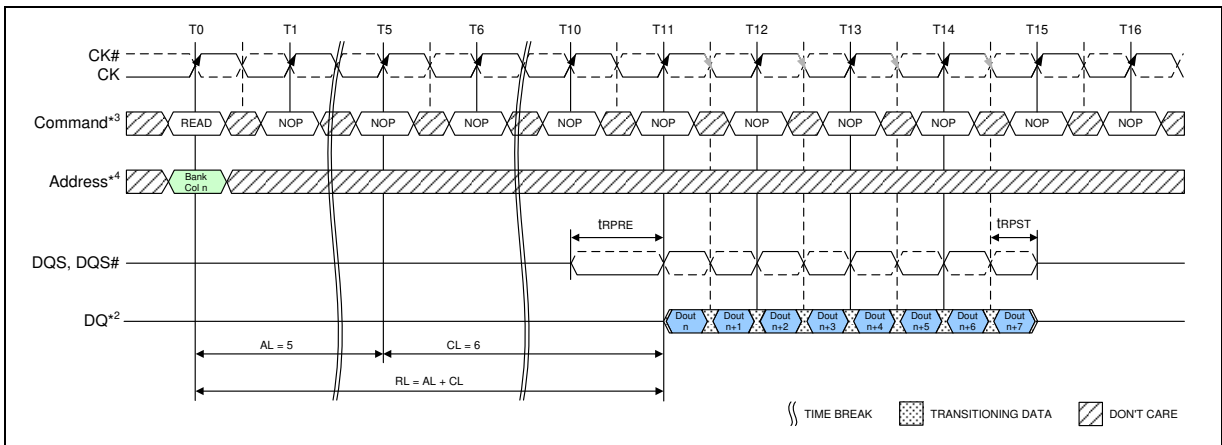 T0 T1 T5 T6 T10 T11 T12 T13 T14 T15 T16
CK#
CK
Command*3 READ NOP NOP NOP NOP NOP NOP NOP NOP NOP NOP
Address*4 Bank Col n
tRPRE tRPST
DQS, DQS#
DQ*2 Dout n Dout n+1 Dout n+2 Dout n+3 Dout n+4 Dout n+5 Dout n+6 Dout n+7
AL = 5 CL = 6
RL = AL + CL
TIME BREAK TRANSITIONING DATA DON'T CARE